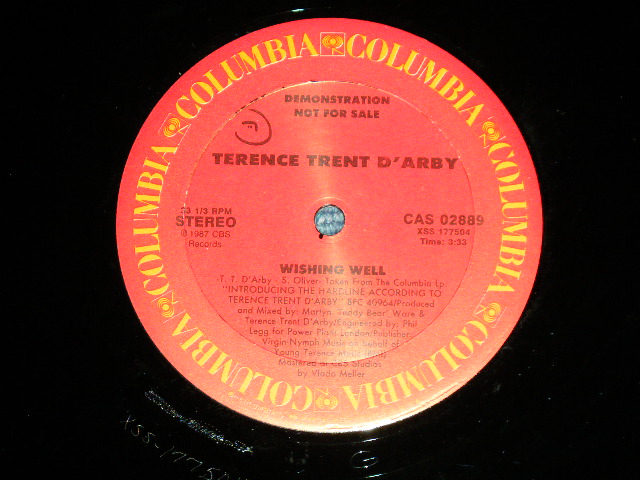 COLUMBIA COLUMBIA COLUMBIA COLUMBIA COLUMBIA COLUMBIA COLUMBIA
DEMONSTRATION
NOT FOR SALE
TERENCE TRENT D'ARBY
33 1/3 RPM
STEREO
℗ 1987 CBS
Records
CAS 02889
XSS 177504
Time: 3:33
WISHING WELL
-T. T. D'Arby - S. Oliver- Taken From The Columbia Lp
"INTRODUCING THE HARDLINE ACCORDING TO
TERENCE TRENT D'ARBY" BFC 40964/Produced
and Mixed by: Martyn "Teddy Bear" Ware &
Terence Trent D'Arby/Engineered by: Phil
Legg for Power Plant London/Publisher:
Virgin-Nymph Music on behalf of
Young Terence Music (BMI)
Mastered at CBS Studios
by Vlado Meller
XSS-1775